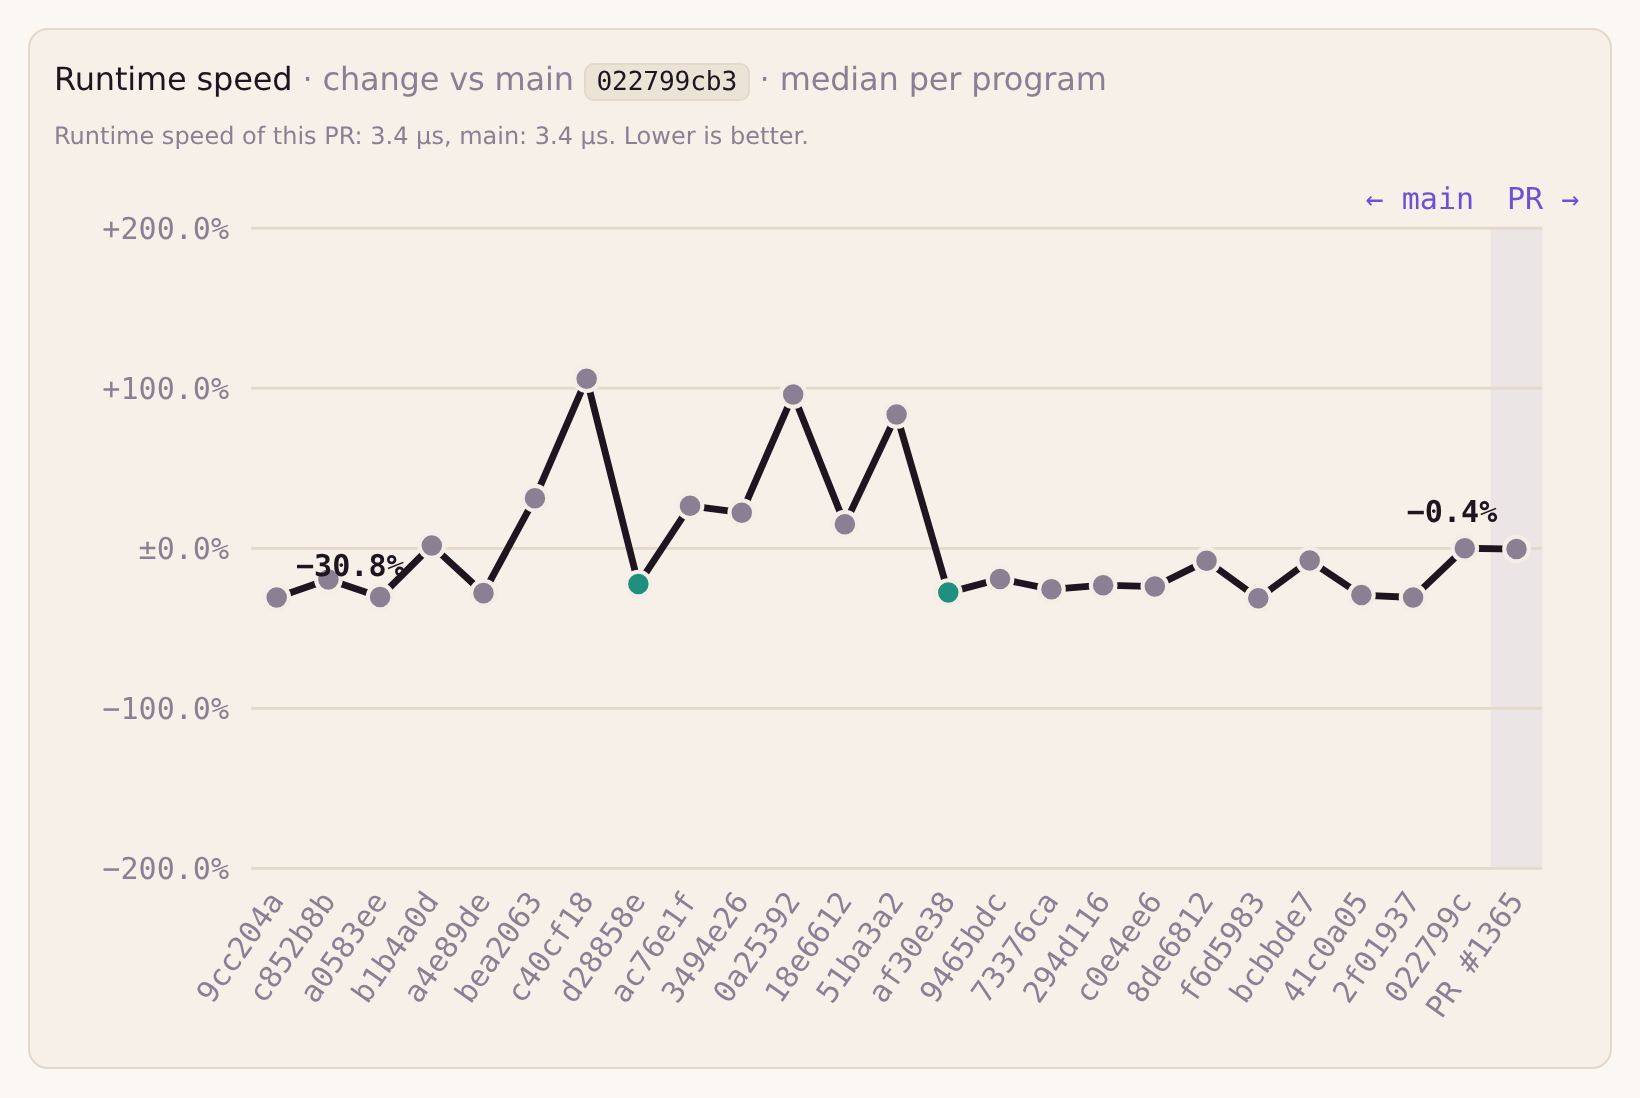 Runtime speed · change vs main 022799cb3 · median per program
Runtime speed of this PR: 3.4 µs, main: 3.4 µs. Lower is better.
← main PR →
+200.0%
+100.0%
±0.0%
−100.0%
−200.0%
−30.8%
−0.4%
9cc204a
c852b8b
a0583ee
b1b4a0d
a4e89de
bea2063
c40cf18
d28858e
ac76e1f
3494e26
0a25392
18e6612
51ba3a2
af30e38
9465bdc
73376ca
294d116
c0e4ee6
8de6812
f6d5983
bcbbde7
41c0a05
2f01937
022799c
PR #1365